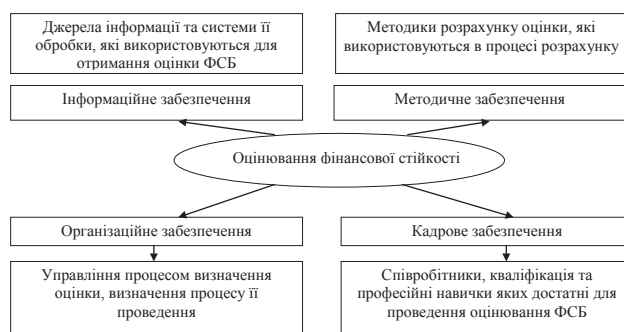 Джерела інформації та системи її
обробки, які використовуються для
отримання оцінки ФСБ
Методики розрахунку оцінки, які
використовуються в процесі розрахунку
Інформаційне забезпечення
Методичне забезпечення
Оцінювання фінансової стійкості
Організаційне забезпечення
Кадрове забезпечення
Управління процесом визначення
оцінки, визначення процесу її
проведення
Співробітники, кваліфікація та
професійні навички яких достатні для
проведення оцінювання ФСБ